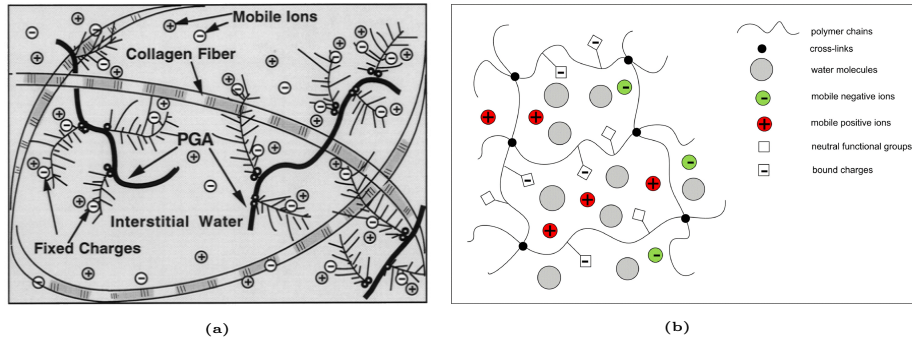 Mobile Ions
Collagen Fiber
PGA
Interstitial Water
Fixed Charges
(a)
polymer chains
cross-links
water molecules
mobile negative ions
mobile positive ions
neutral functional groups
bound charges
(b)